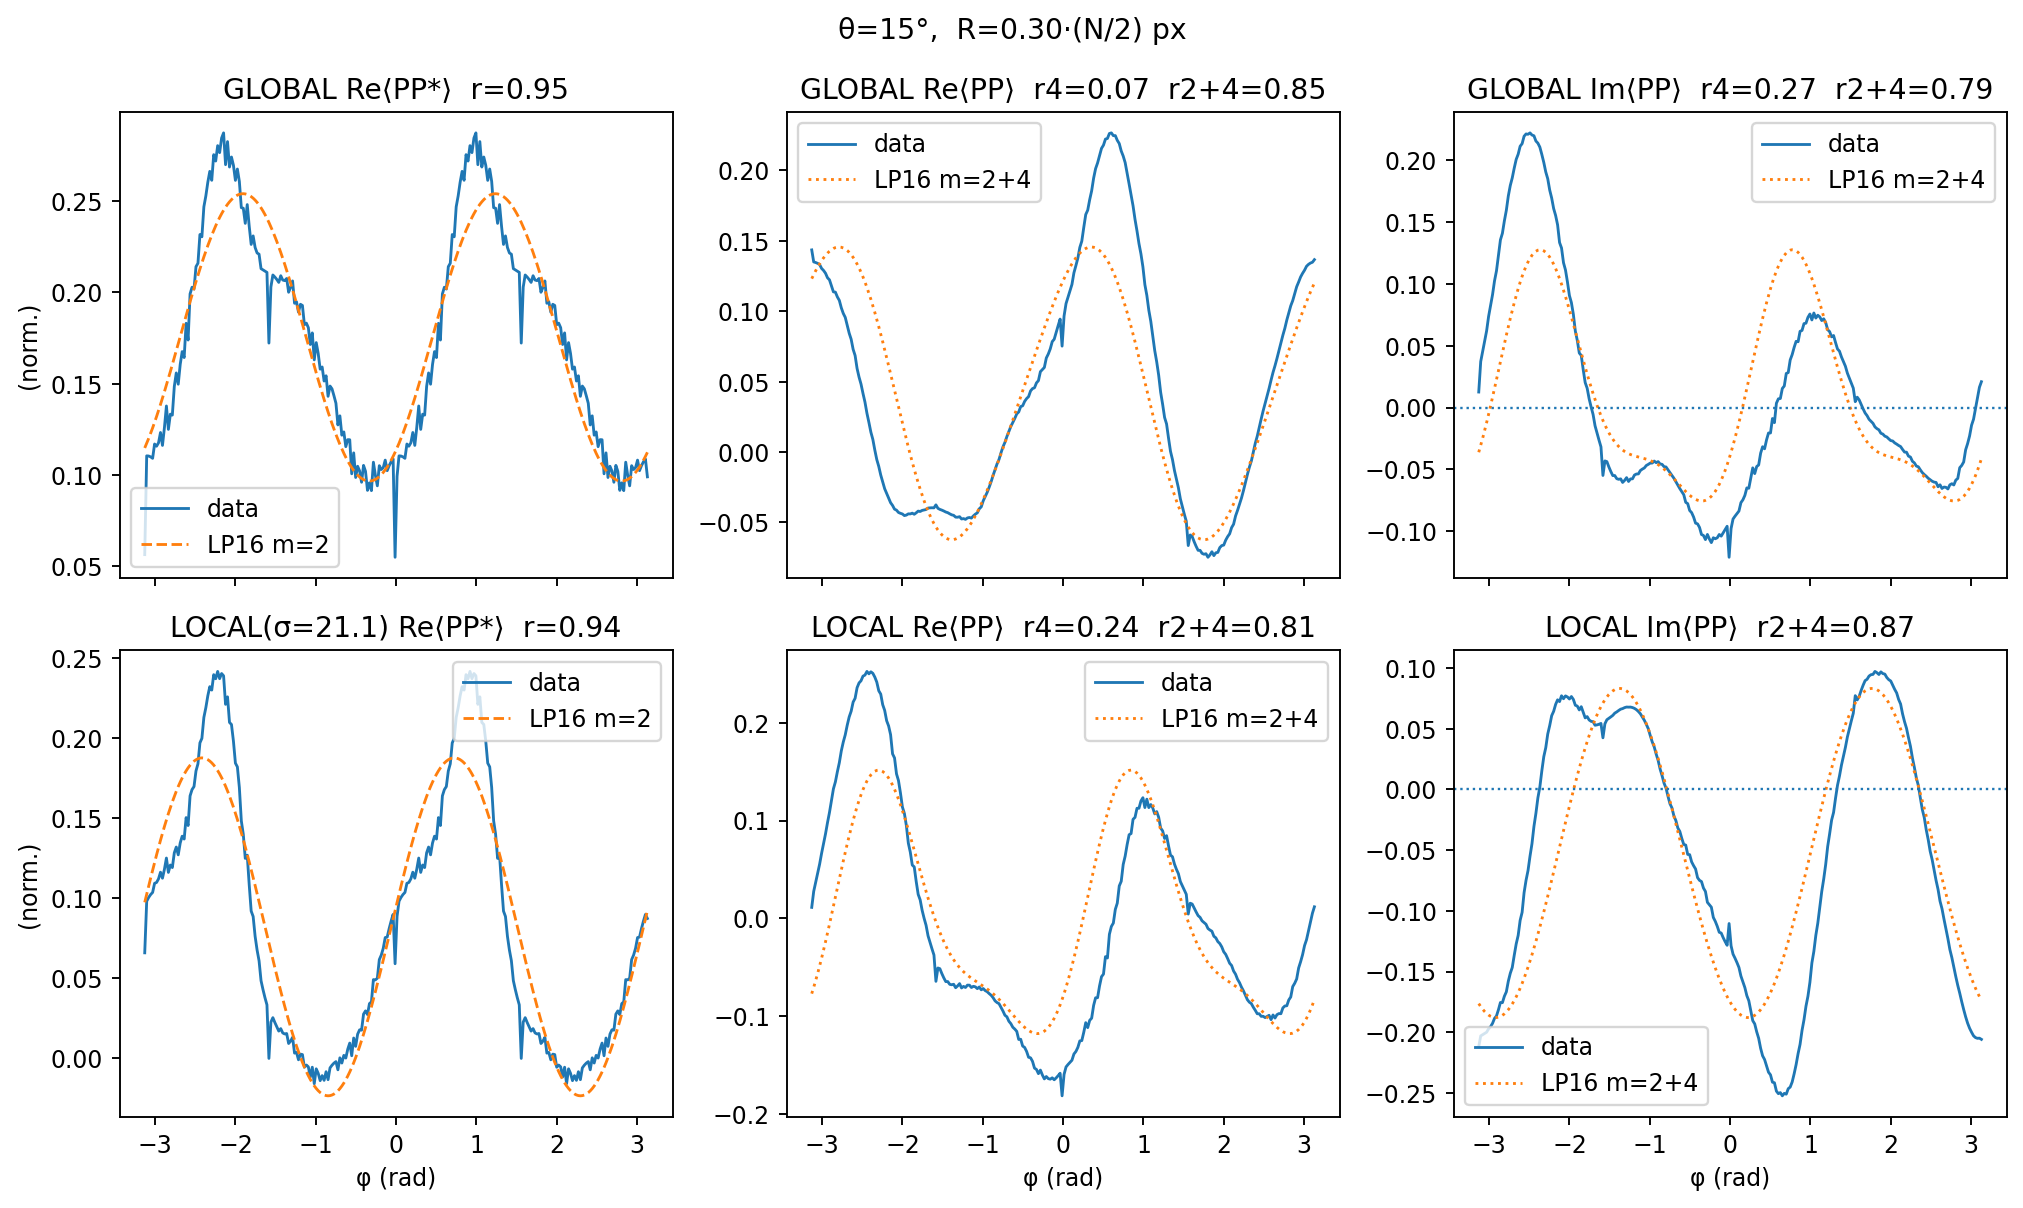 θ=15°,  R=0.30·(N/2) px
GLOBAL Re⟨PP*⟩  r=0.95
(norm.)
0.25
0.20
0.15
0.10
0.05
data
LP16 m=2
GLOBAL Re⟨PP⟩  r4=0.07  r2+4=0.85
0.20
0.15
0.10
0.05
0.00
−0.05
data
LP16 m=2+4
GLOBAL Im⟨PP⟩  r4=0.27  r2+4=0.79
0.20
0.15
0.10
0.05
0.00
−0.05
−0.10
data
LP16 m=2+4
LOCAL(σ=21.1) Re⟨PP*⟩  r=0.94
(norm.)
0.25
0.20
0.15
0.10
0.05
0.00
data
LP16 m=2
−3 −2 −1 0 1 2 3
φ (rad)
LOCAL Re⟨PP⟩  r4=0.24  r2+4=0.81
0.2
0.1
0.0
−0.1
−0.2
data
LP16 m=2+4
−3 −2 −1 0 1 2 3
φ (rad)
LOCAL Im⟨PP⟩  r2+4=0.87
0.10
0.05
0.00
−0.05
−0.10
−0.15
−0.20
−0.25
data
LP16 m=2+4
−3 −2 −1 0 1 2 3
φ (rad)